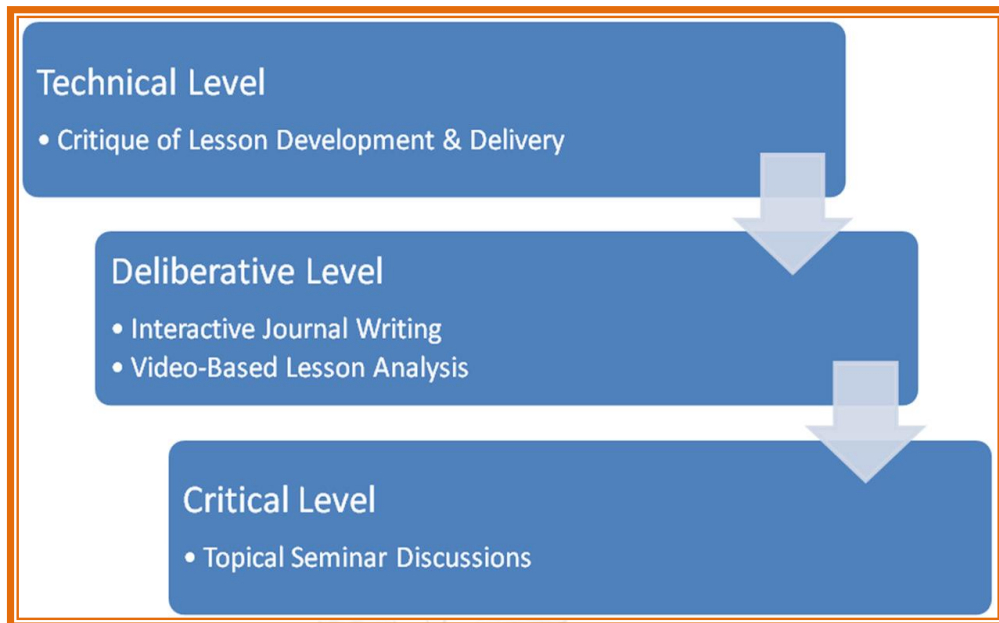 Technical Level
• Critique of Lesson Development & Delivery
Deliberative Level
• Interactive Journal Writing
• Video-Based Lesson Analysis
Critical Level
• Topical Seminar Discussions